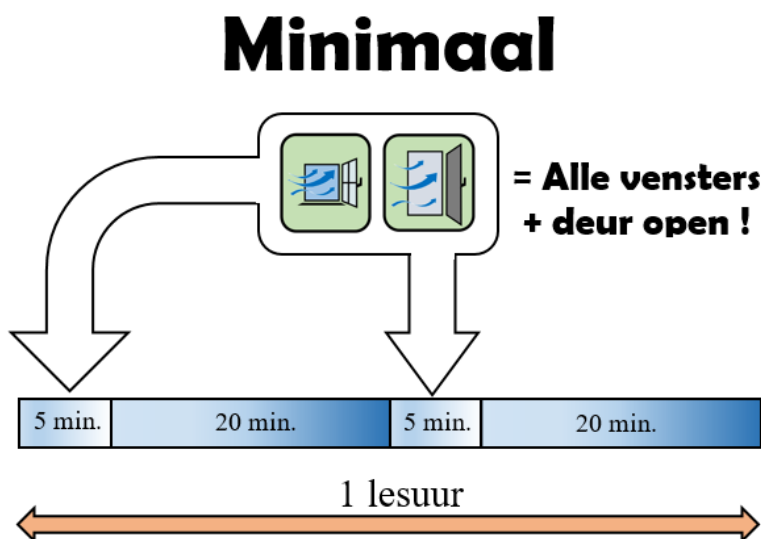 Minimaal
= Alle vensters
+ deur open !
5 min.
20 min.
5 min.
20 min.
1 lesuur